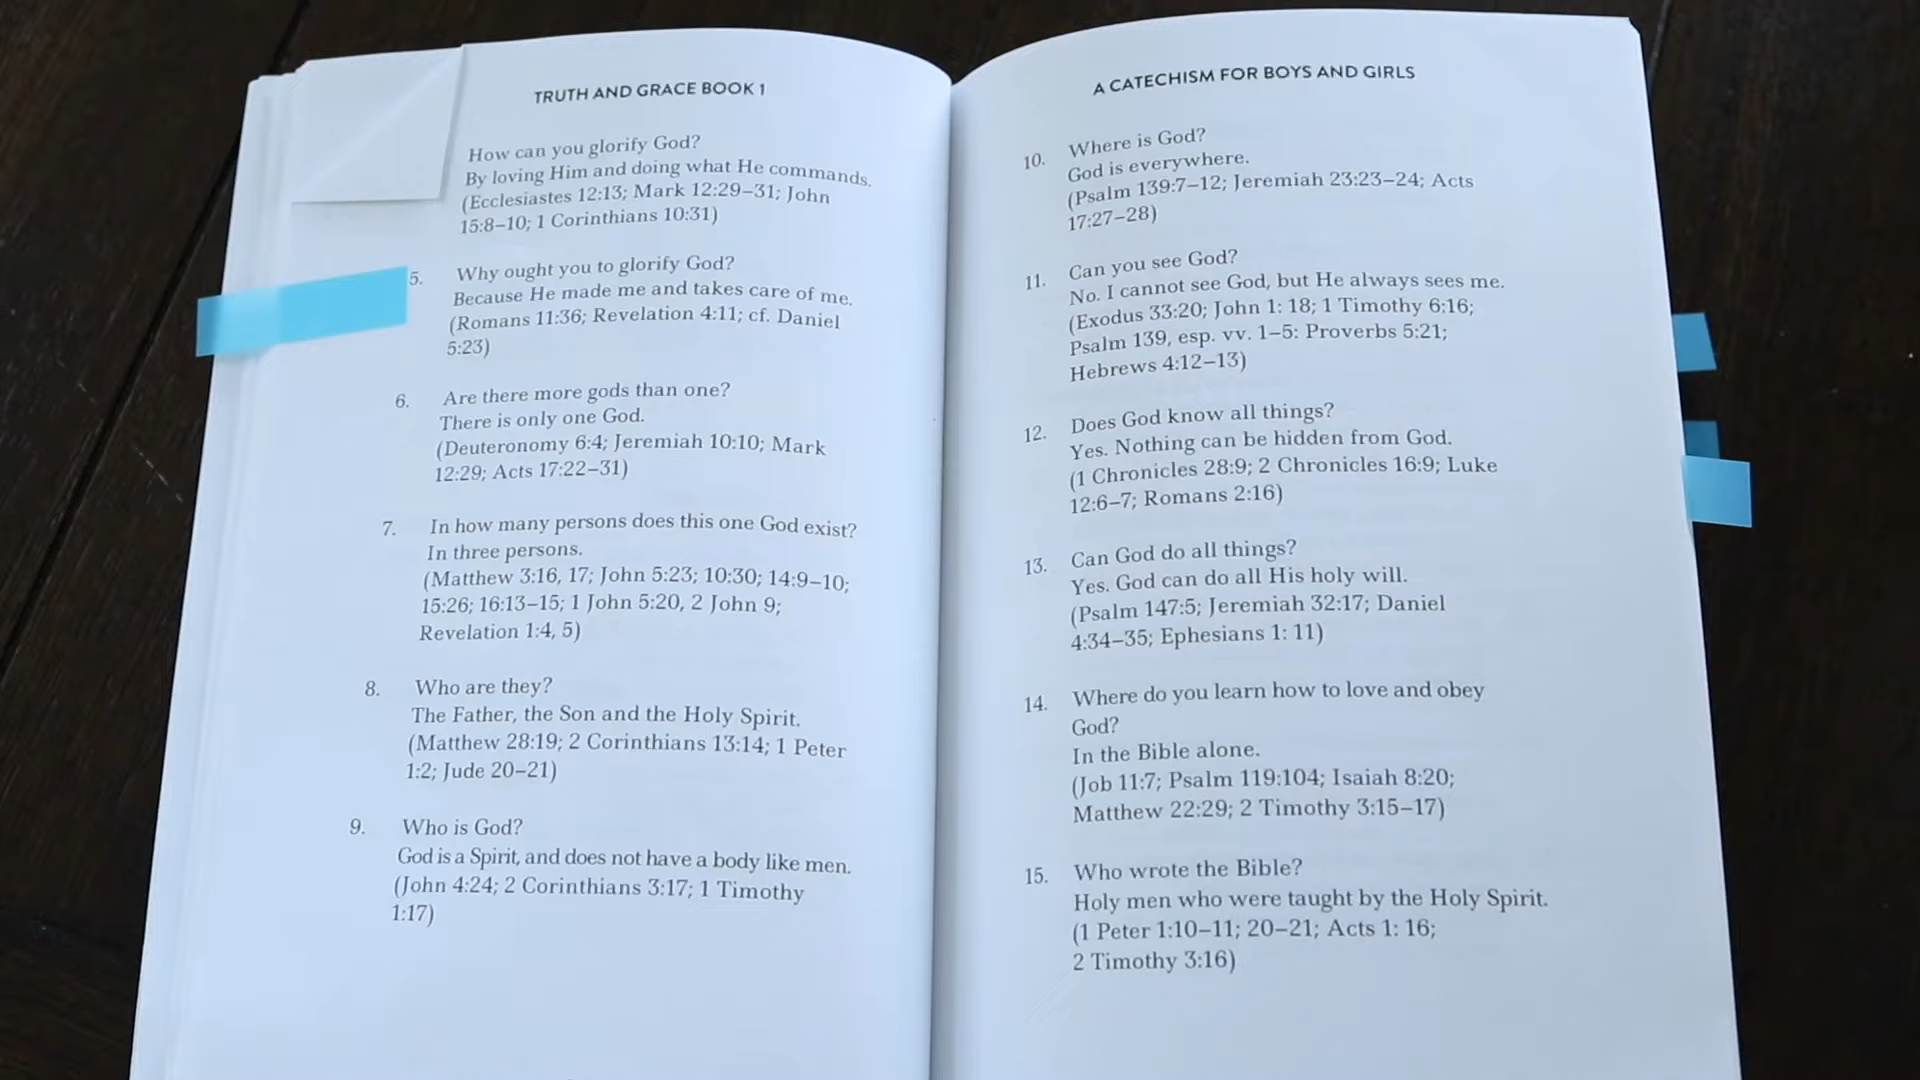 TRUTH AND GRACE BOOK 1
How can you glorify God?
By loving Him and doing what He commands.
(Ecclesiastes 12:13; Mark 12:29–31; John
15:8–10; 1 Corinthians 10:31)
5. Why ought you to glorify God?
Because He made me and takes care of me.
(Romans 11:36; Revelation 4:11; cf. Daniel
5:23)
6. Are there more gods than one?
There is only one God.
(Deuteronomy 6:4; Jeremiah 10:10; Mark
12:29; Acts 17:22–31)
7. In how many persons does this one God exist?
In three persons.
(Matthew 3:16, 17; John 5:23; 10:30; 14:9–10;
15:26; 16:13–15; 1 John 5:20, 2 John 9;
Revelation 1:4, 5)
8. Who are they?
The Father, the Son and the Holy Spirit.
(Matthew 28:19; 2 Corinthians 13:14; 1 Peter
1:2; Jude 20–21)
9. Who is God?
God is a Spirit, and does not have a body like men.
(John 4:24; 2 Corinthians 3:17; 1 Timothy
1:17)
A CATECHISM FOR BOYS AND GIRLS
10. Where is God?
God is everywhere.
(Psalm 139:7–12; Jeremiah 23:23–24; Acts
17:27–28)
11. Can you see God?
No. I cannot see God, but He always sees me.
(Exodus 33:20; John 1: 18; 1 Timothy 6:16;
Psalm 139, esp. vv. 1–5: Proverbs 5:21;
Hebrews 4:12–13)
12. Does God know all things?
Yes. Nothing can be hidden from God.
(1 Chronicles 28:9; 2 Chronicles 16:9; Luke
12:6–7; Romans 2:16)
13. Can God do all things?
Yes. God can do all His holy will.
(Psalm 147:5; Jeremiah 32:17; Daniel
4:34–35; Ephesians 1: 11)
14. Where do you learn how to love and obey
God?
In the Bible alone.
(Job 11:7; Psalm 119:104; Isaiah 8:20;
Matthew 22:29; 2 Timothy 3:15–17)
15. Who wrote the Bible?
Holy men who were taught by the Holy Spirit.
(1 Peter 1:10–11; 20–21; Acts 1: 16;
2 Timothy 3:16)